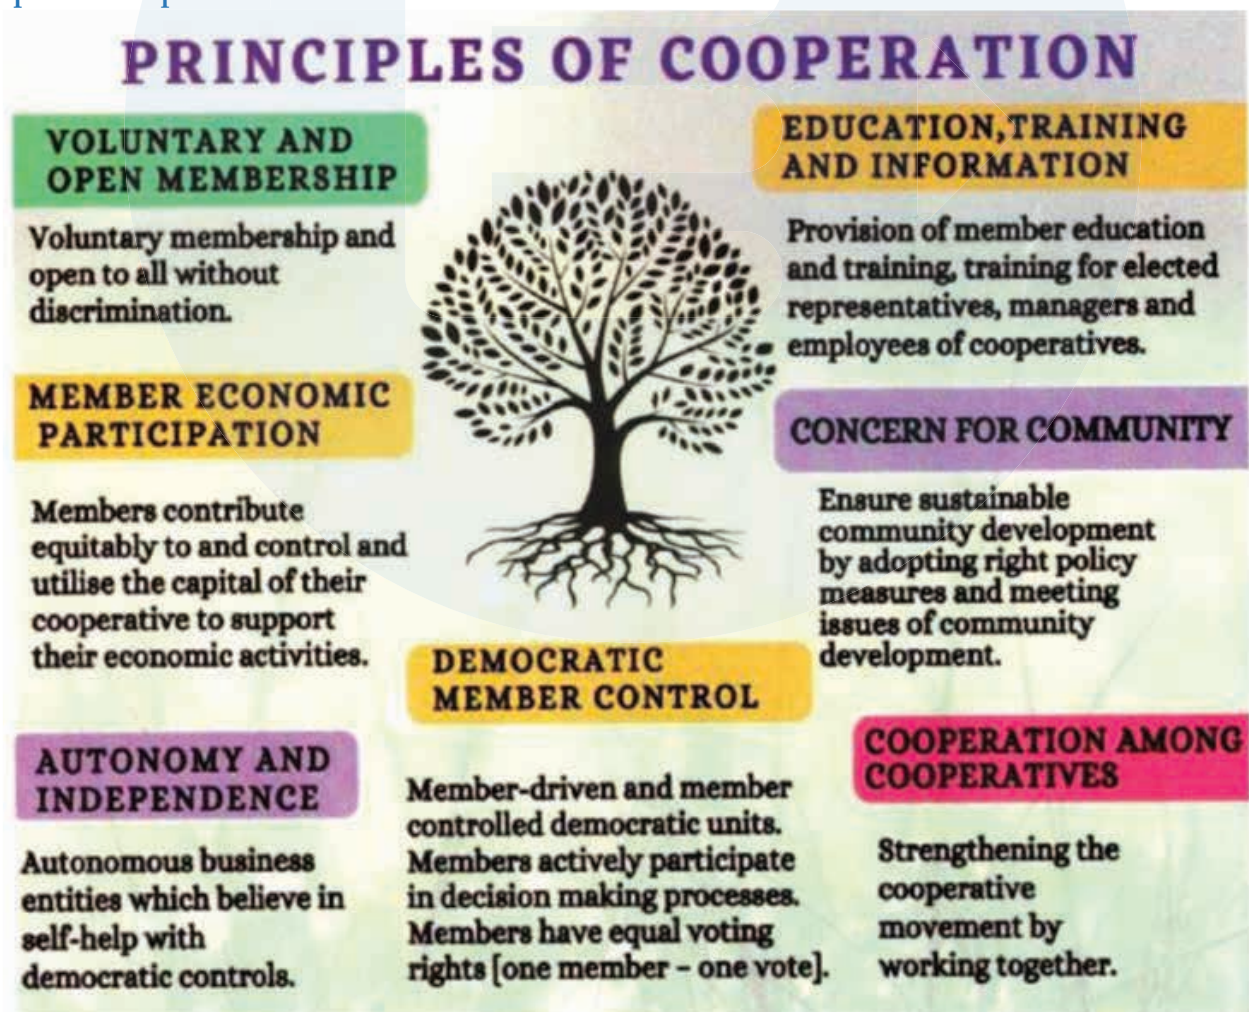 PRINCIPLES OF COOPERATION
VOLUNTARY AND
OPEN MEMBERSHIP
Voluntary membership and
open to all without
discrimination.
MEMBER ECONOMIC
PARTICIPATION
Members contribute
equitably to and control and
utilise the capital of their
cooperative to support
their economic activities.
AUTONOMY AND
INDEPENDENCE
Autonomous business
entities which believe in
self-help with
democratic controls.
DEMOCRATIC
MEMBER CONTROL
Member-driven and member
controlled democratic units.
Members actively participate
in decision making processes.
Members have equal voting
rights [one member – one vote].
EDUCATION,TRAINING
AND INFORMATION
Provision of member education
and training, training for elected
representatives, managers and
employees of cooperatives.
CONCERN FOR COMMUNITY
Ensure sustainable
community development
by adopting right policy
measures and meeting
issues of community
development.
COOPERATION AMONG
COOPERATIVES
Strengthening the
cooperative
movement by
working together.